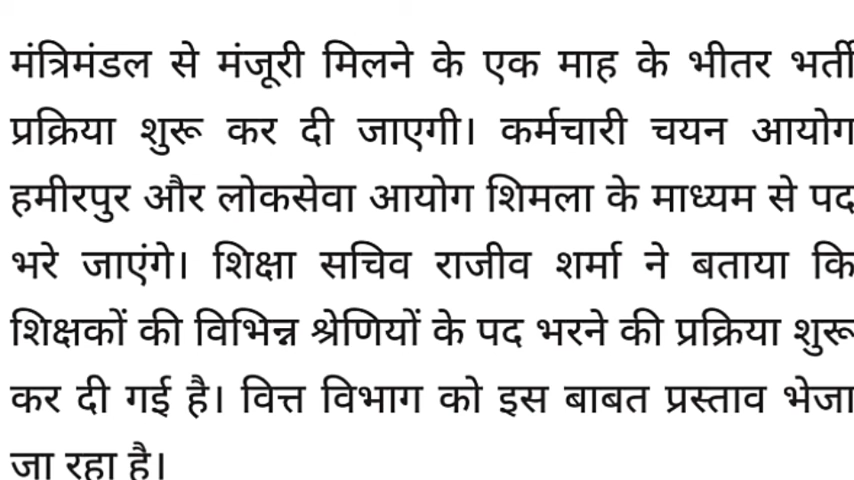 मंत्रिमंडल से मंजूरी मिलने के एक माह के भीतर भर्ती
प्रक्रिया शुरू कर दी जाएगी। कर्मचारी चयन आयोग
हमीरपुर और लोकसेवा आयोग शिमला के माध्यम से पद
भरे जाएंगे। शिक्षा सचिव राजीव शर्मा ने बताया कि
शिक्षकों की विभिन्न श्रेणियों के पद भरने की प्रक्रिया शुरू
कर दी गई है। वित्त विभाग को इस बाबत प्रस्ताव भेजा
जा रहा है।